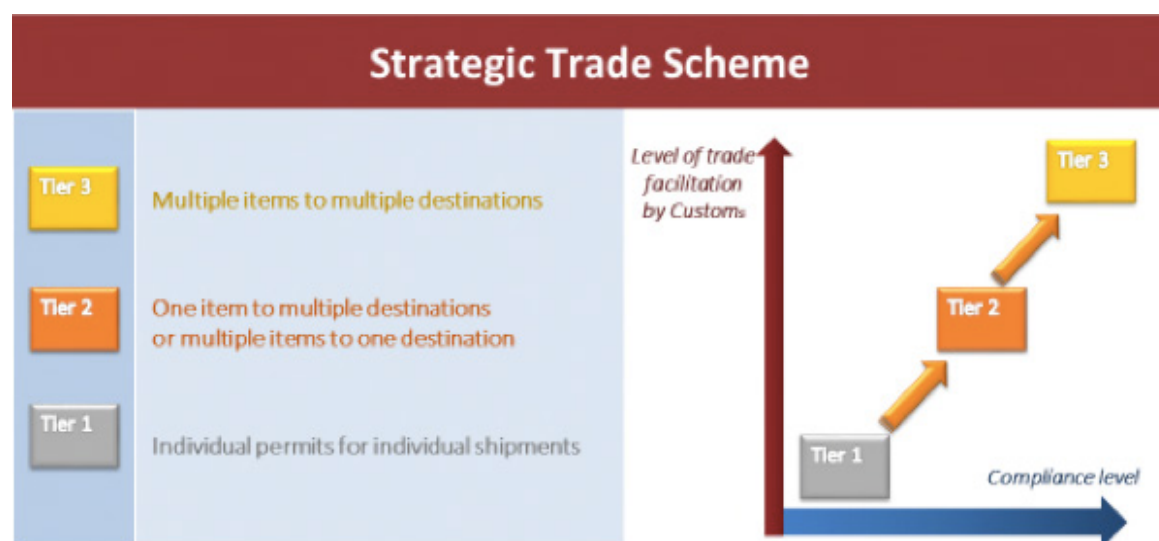 Strategic Trade Scheme
Tier 3
Multiple items to multiple destinations
Tier 2
One item to multiple destinations
or multiple items to one destination
Tier 1
Individual permits for individual shipments
Level of trade
facilitation
by Customs
Tier 3
Tier 2
Tier 1
Compliance level